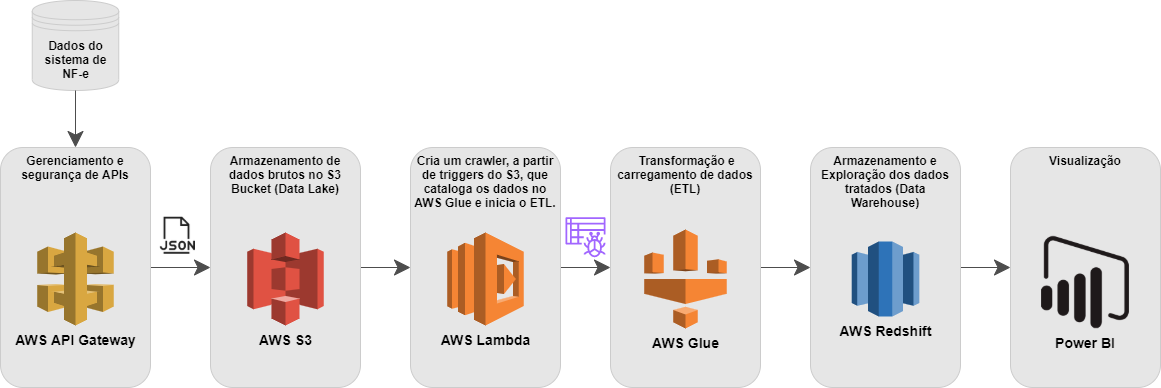 Dados do
sistema de
NF-e
Gerenciamento e
segurança de APIs
AWS API Gateway
JSON
Armazenamento de
dados brutos no S3
Bucket (Data Lake)
AWS S3
Cria um crawler, a partir
de triggers do S3, que
cataloga os dados no
AWS Glue e inicia o ETL.
AWS Lambda
Transformação e
carregamento de dados
(ETL)
AWS Glue
Armazenamento e
Exploração dos dados
tratados (Data
Warehouse)
AWS Redshift
Visualização
Power BI